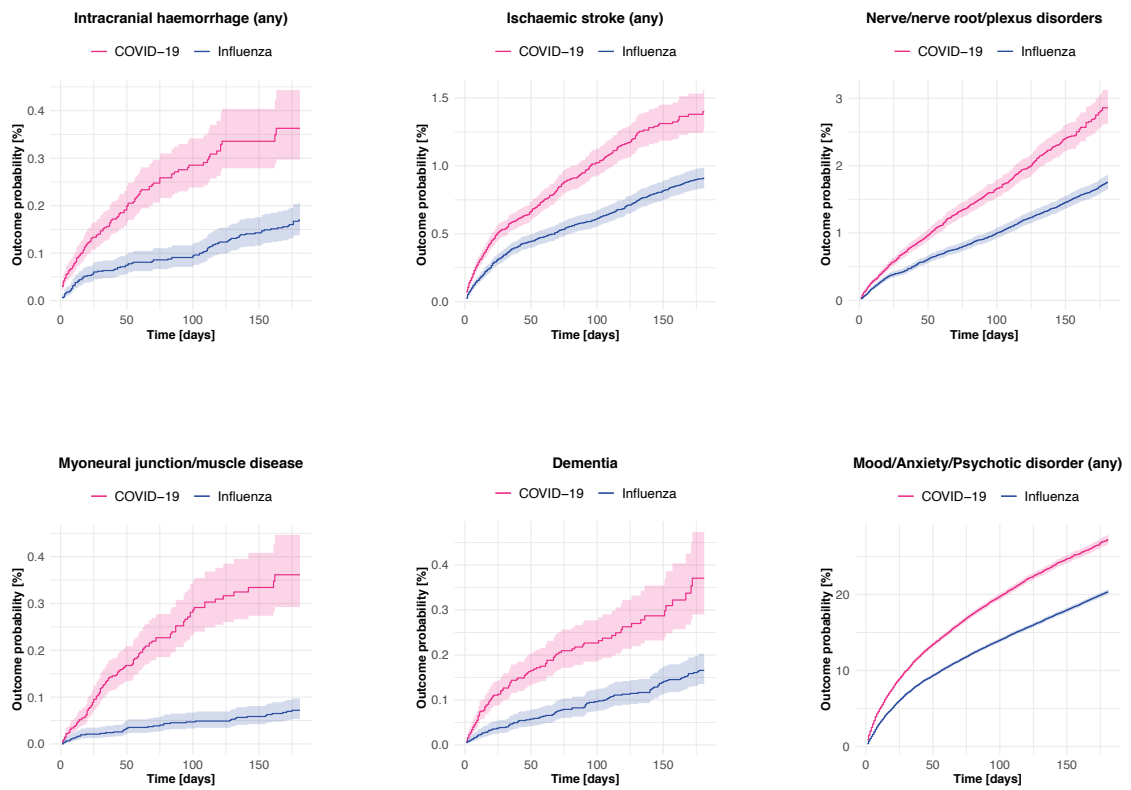 Intracranial haemorrhage (any)
COVID−19 Influenza
Outcome probability [%]
0.4
0.3
0.2
0.1
0.0
0 50 100 150
Time [days]
Ischaemic stroke (any)
COVID−19 Influenza
Outcome probability [%]
1.5
1.0
0.5
0.0
0 50 100 150
Time [days]
Nerve/nerve root/plexus disorders
COVID−19 Influenza
Outcome probability [%]
3
2
1
0
0 50 100 150
Time [days]
Myoneural junction/muscle disease
COVID−19 Influenza
Outcome probability [%]
0.4
0.3
0.2
0.1
0.0
0 50 100 150
Time [days]
Dementia
COVID−19 Influenza
Outcome probability [%]
0.4
0.3
0.2
0.1
0.0
0 50 100 150
Time [days]
Mood/Anxiety/Psychotic disorder (any)
COVID−19 Influenza
Outcome probability [%]
20
10
0
0 50 100 150
Time [days]